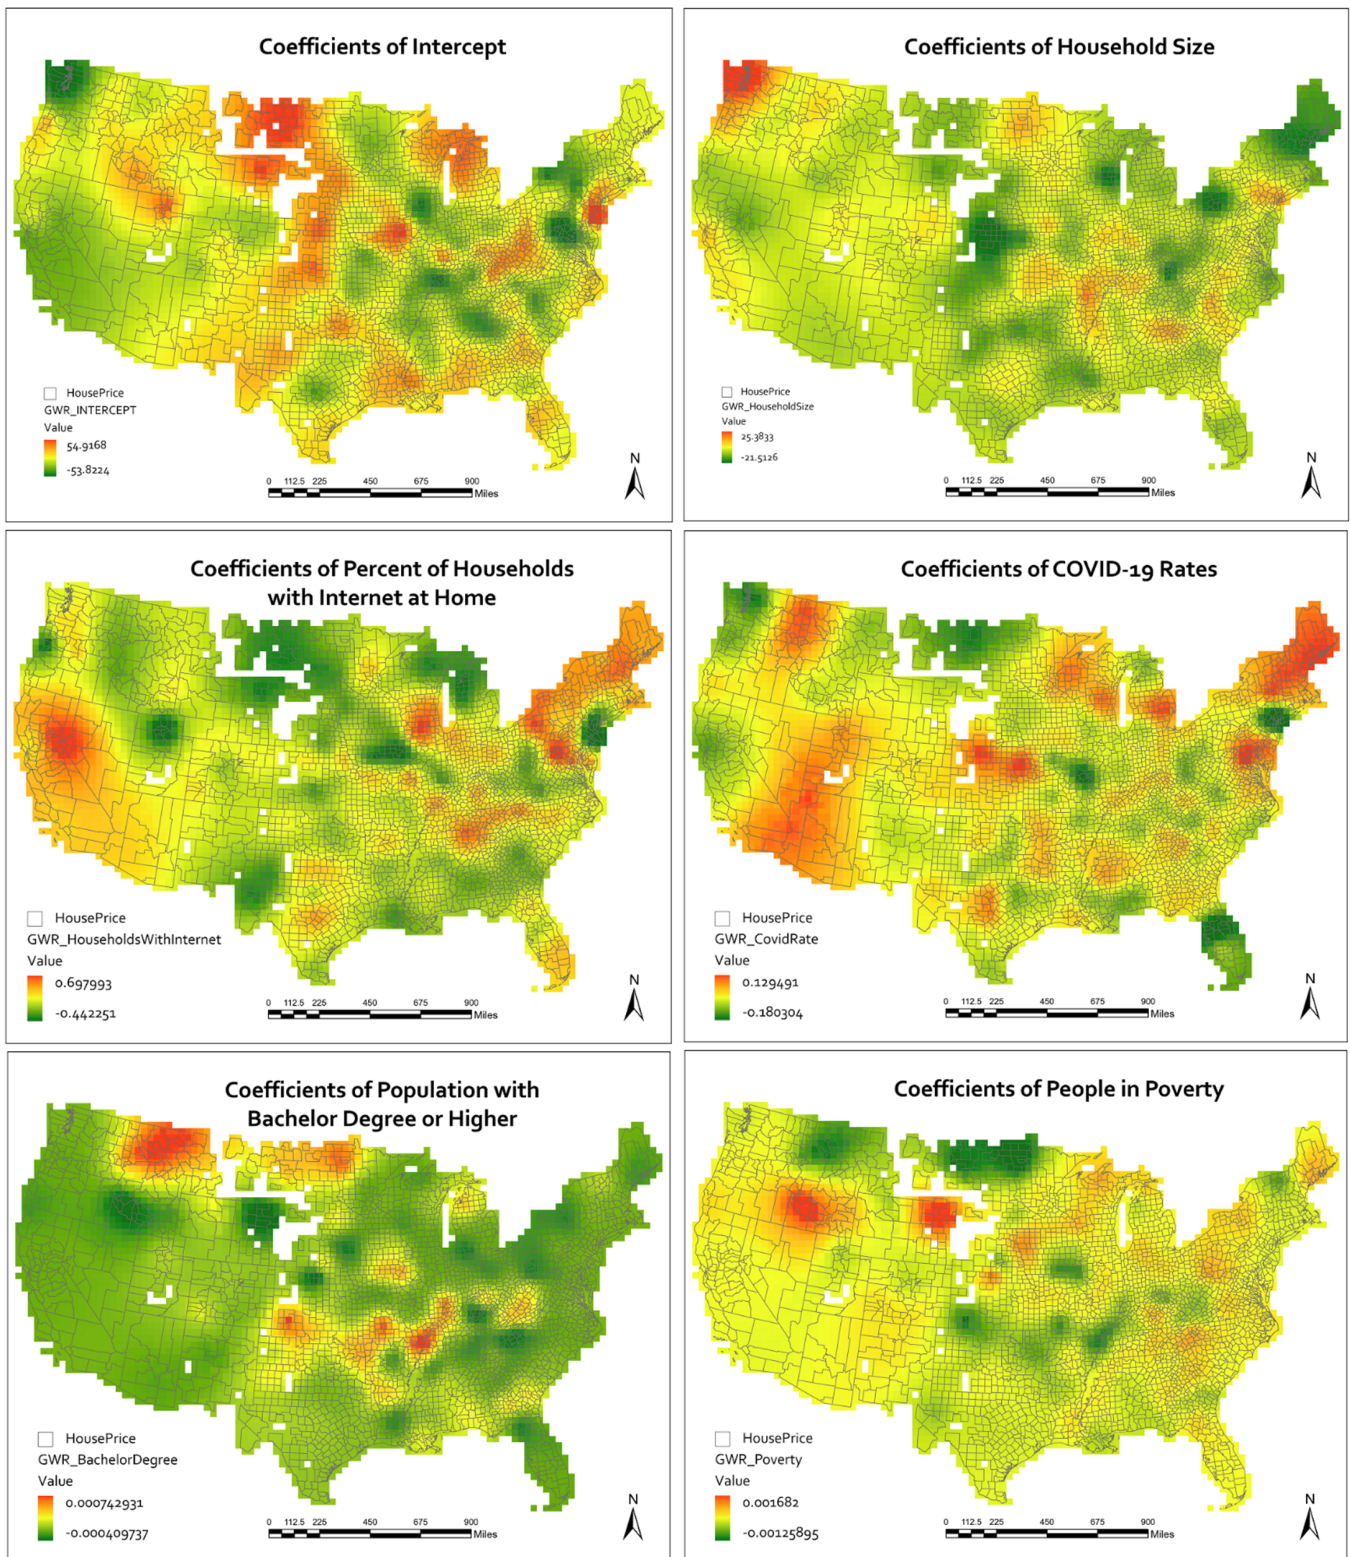 Coefficients of Intercept
HousePrice
GWR_INTERCEPT
Value
54.9168
-53.8224
N
0 112.5 225 450 675 900
Miles
Coefficients of Household Size
HousePrice
GWR_HouseholdSize
Value
25.3833
-21.5126
N
0 112.5 225 450 675 900
Miles
Coefficients of Percent of Households
with Internet at Home
HousePrice
GWR_HouseholdsWithInternet
Value
0.697993
-0.442251
N
0 112.5 225 450 675 900
Miles
Coefficients of COVID-19 Rates
HousePrice
GWR_CovidRate
Value
0.129491
-0.180304
N
0 112.5 225 450 675 900
Miles
Coefficients of Population with
Bachelor Degree or Higher
HousePrice
GWR_BachelorDegree
Value
0.000742931
-0.000409737
N
0 112.5 225 450 675 900
Miles
Coefficients of People in Poverty
HousePrice
GWR_Poverty
Value
0.001682
-0.00125895
N
0 112.5 225 450 675 900
Miles